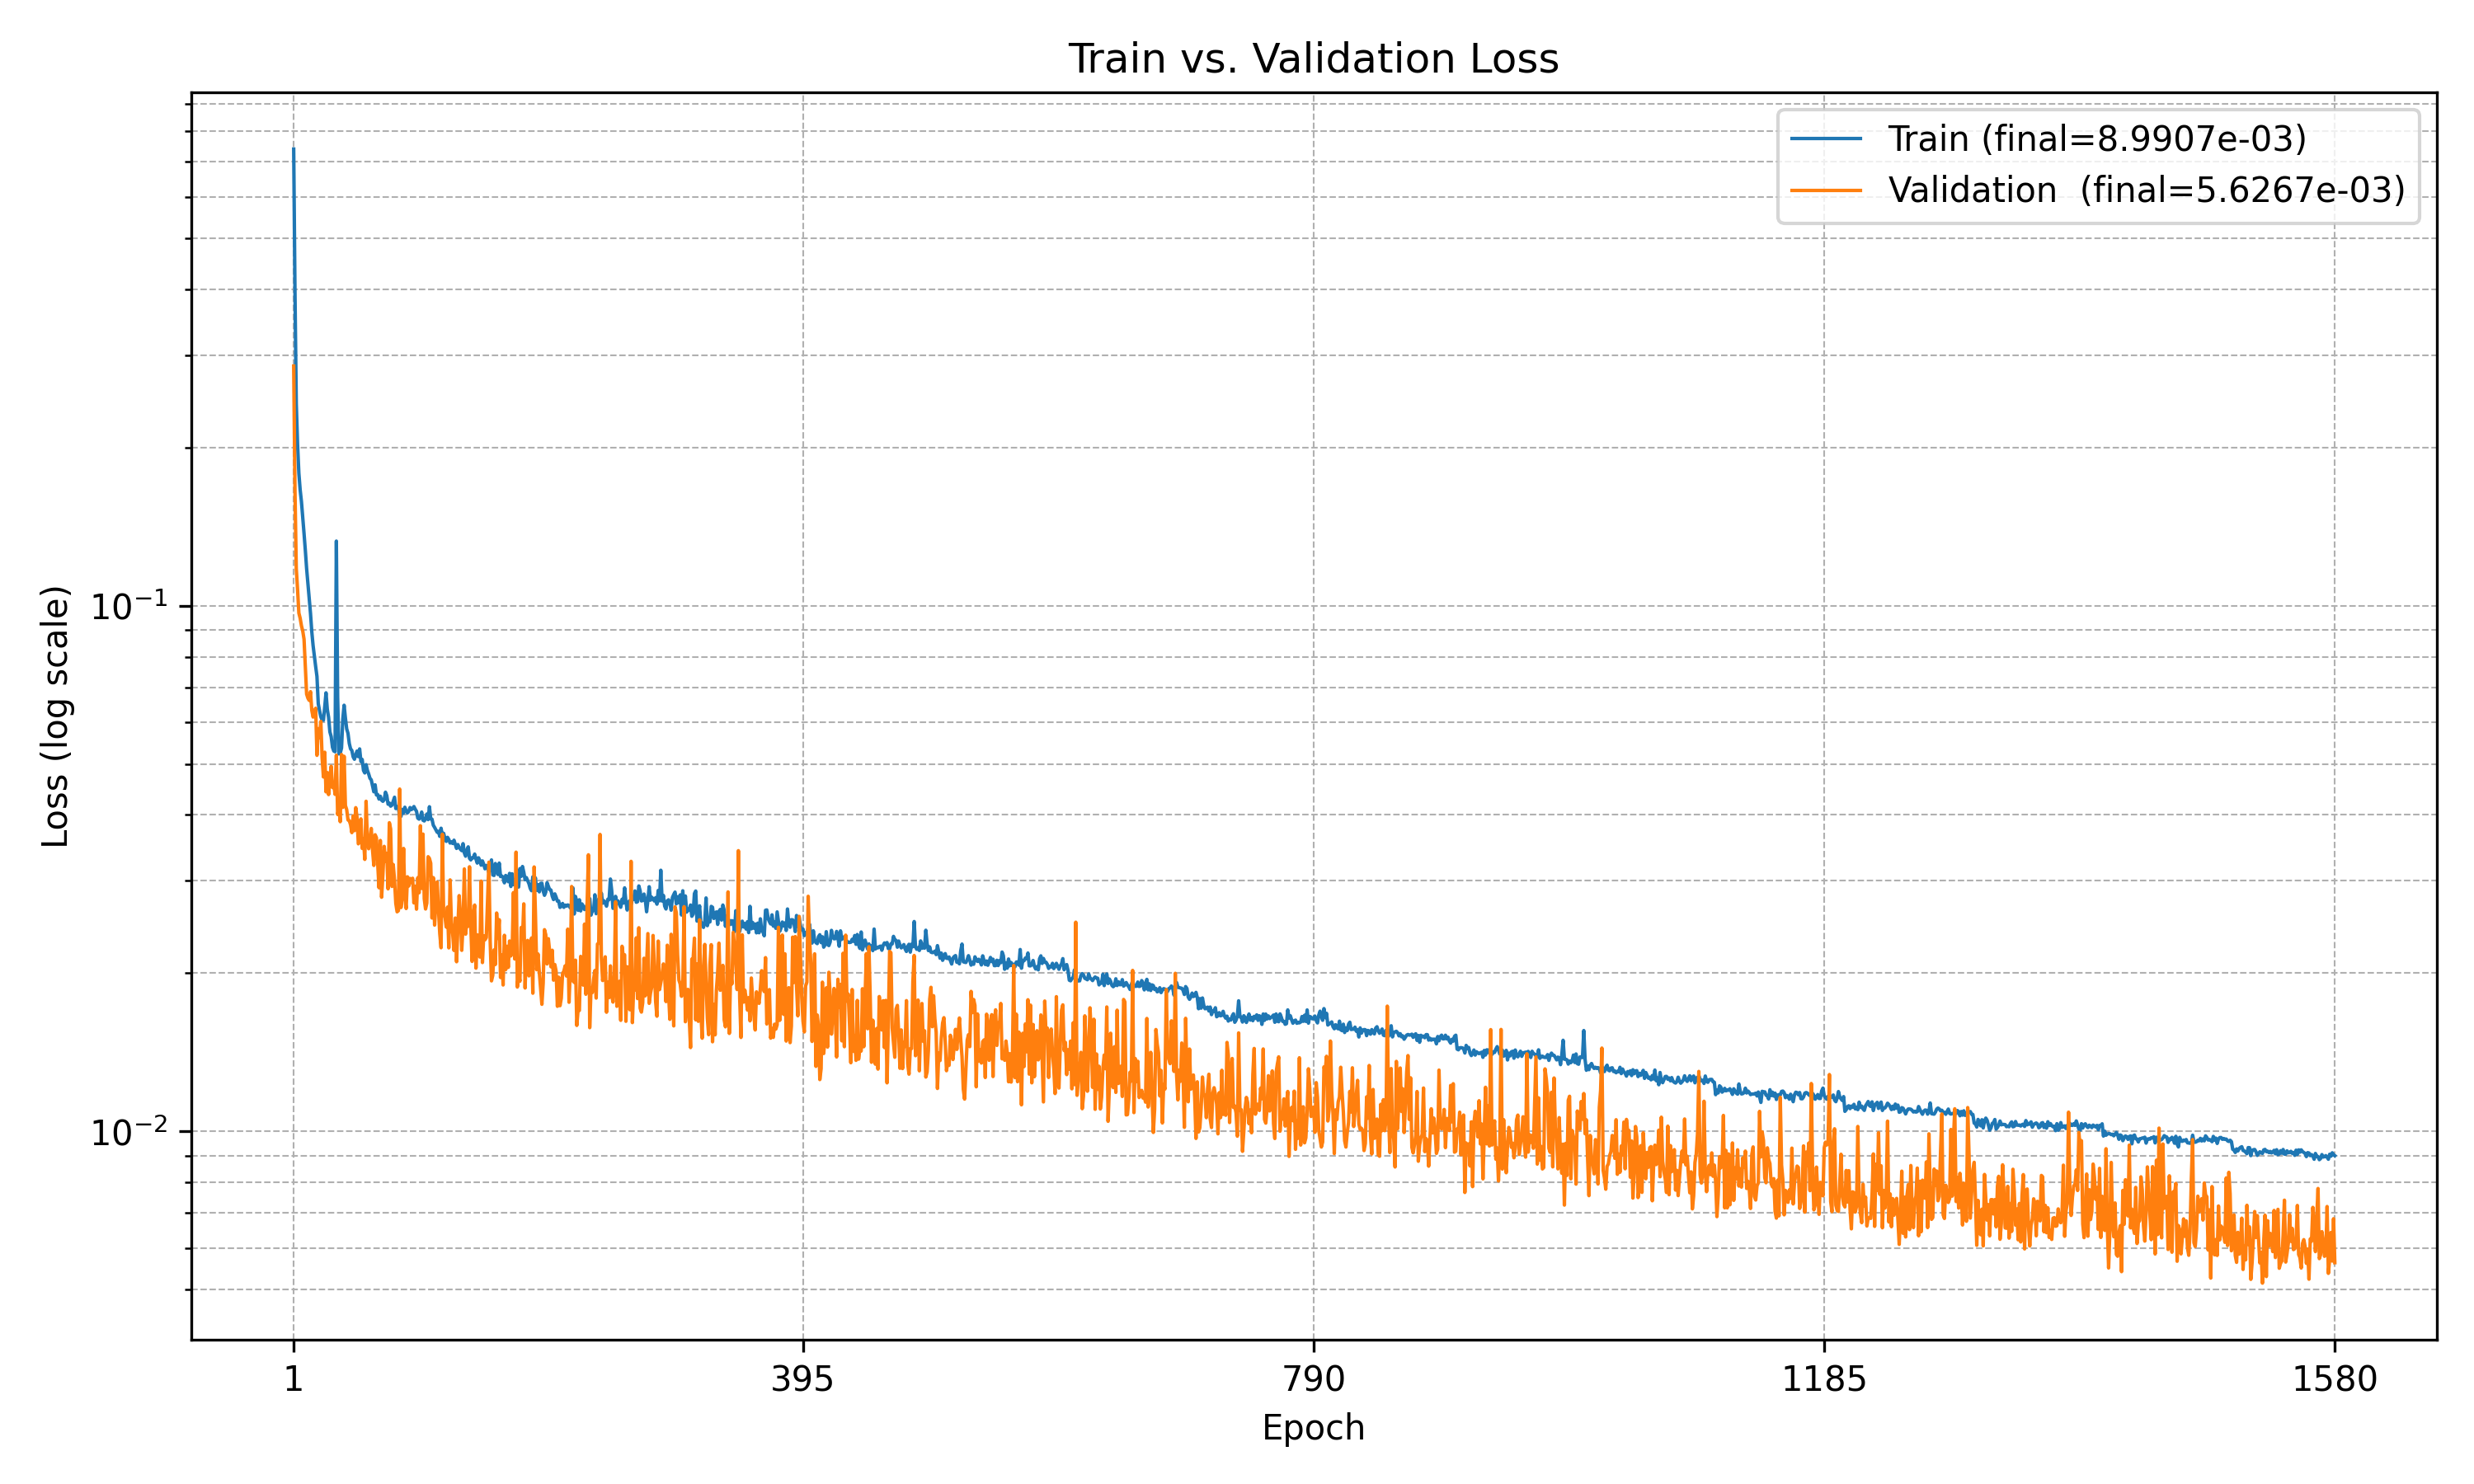 Train vs. Validation Loss
Train (final=8.9907e-03)
Validation  (final=5.6267e-03)
Loss (log scale)
10⁻¹
10⁻²
1 395 790 1185 1580
Epoch